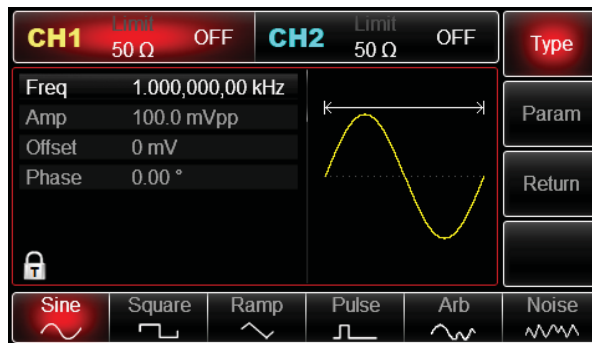 CH1 Limit 50 Ω OFF CH2 Limit 50 Ω OFF Type
Freq 1.000,000,00 kHz
Amp 100.0 mVpp
Offset 0 mV
Phase 0.00 °
Param
Return
T
Sine Square Ramp Pulse Arb Noise